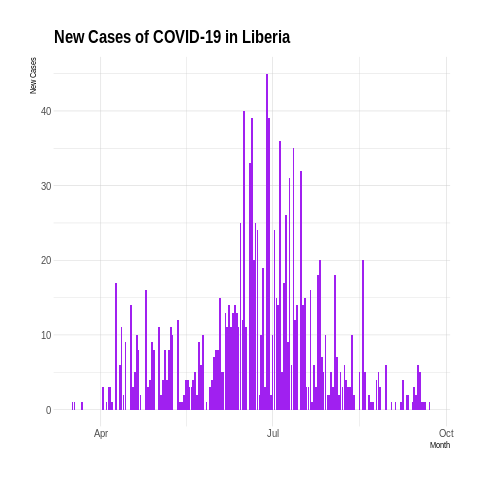 New Cases of COVID-19 in Liberia
New Cases
40
30
20
10
0
Apr
Jul
Oct
Month